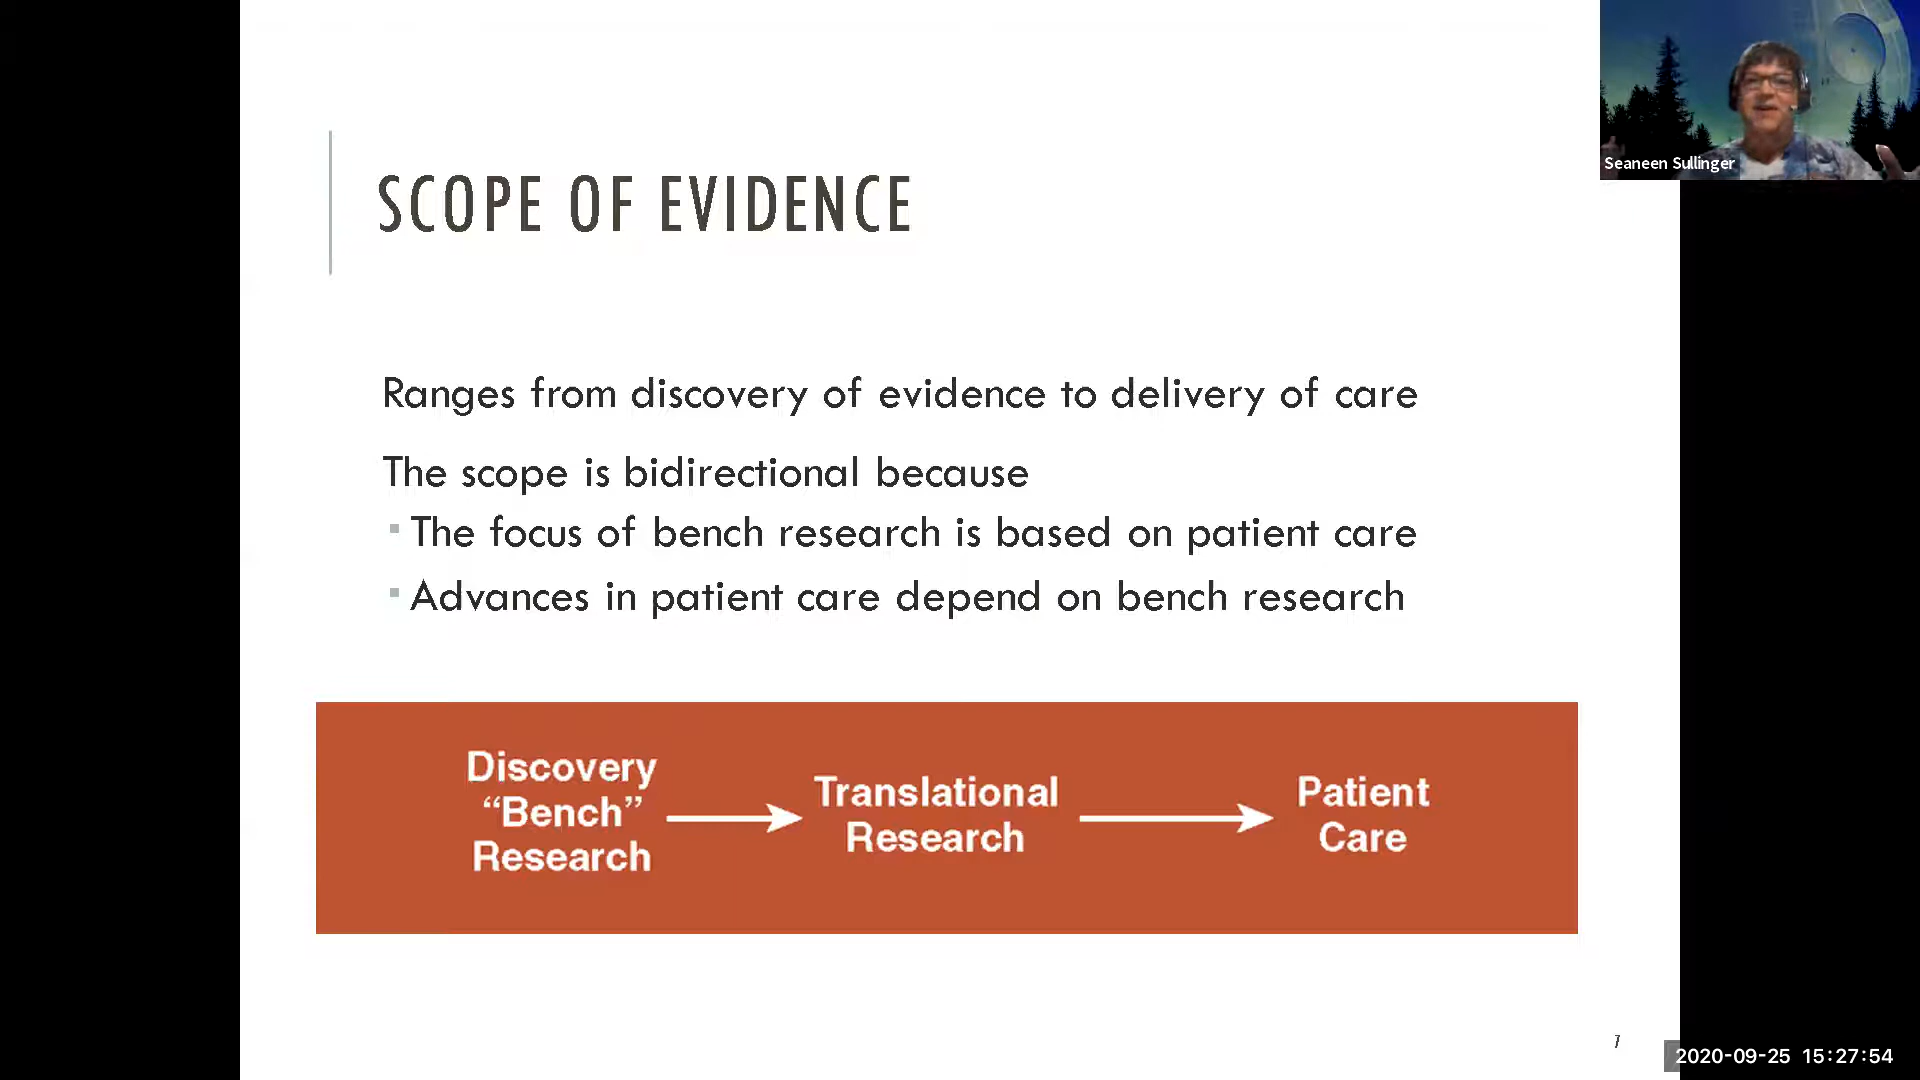 Seaneen Sullinger
SCOPE OF EVIDENCE
Ranges from discovery of evidence to delivery of care
The scope is bidirectional because
The focus of bench research is based on patient care
Advances in patient care depend on bench research
Discovery
“Bench”
Research
Translational
Research
Patient
Care
7
2020-09-25 15:27:54